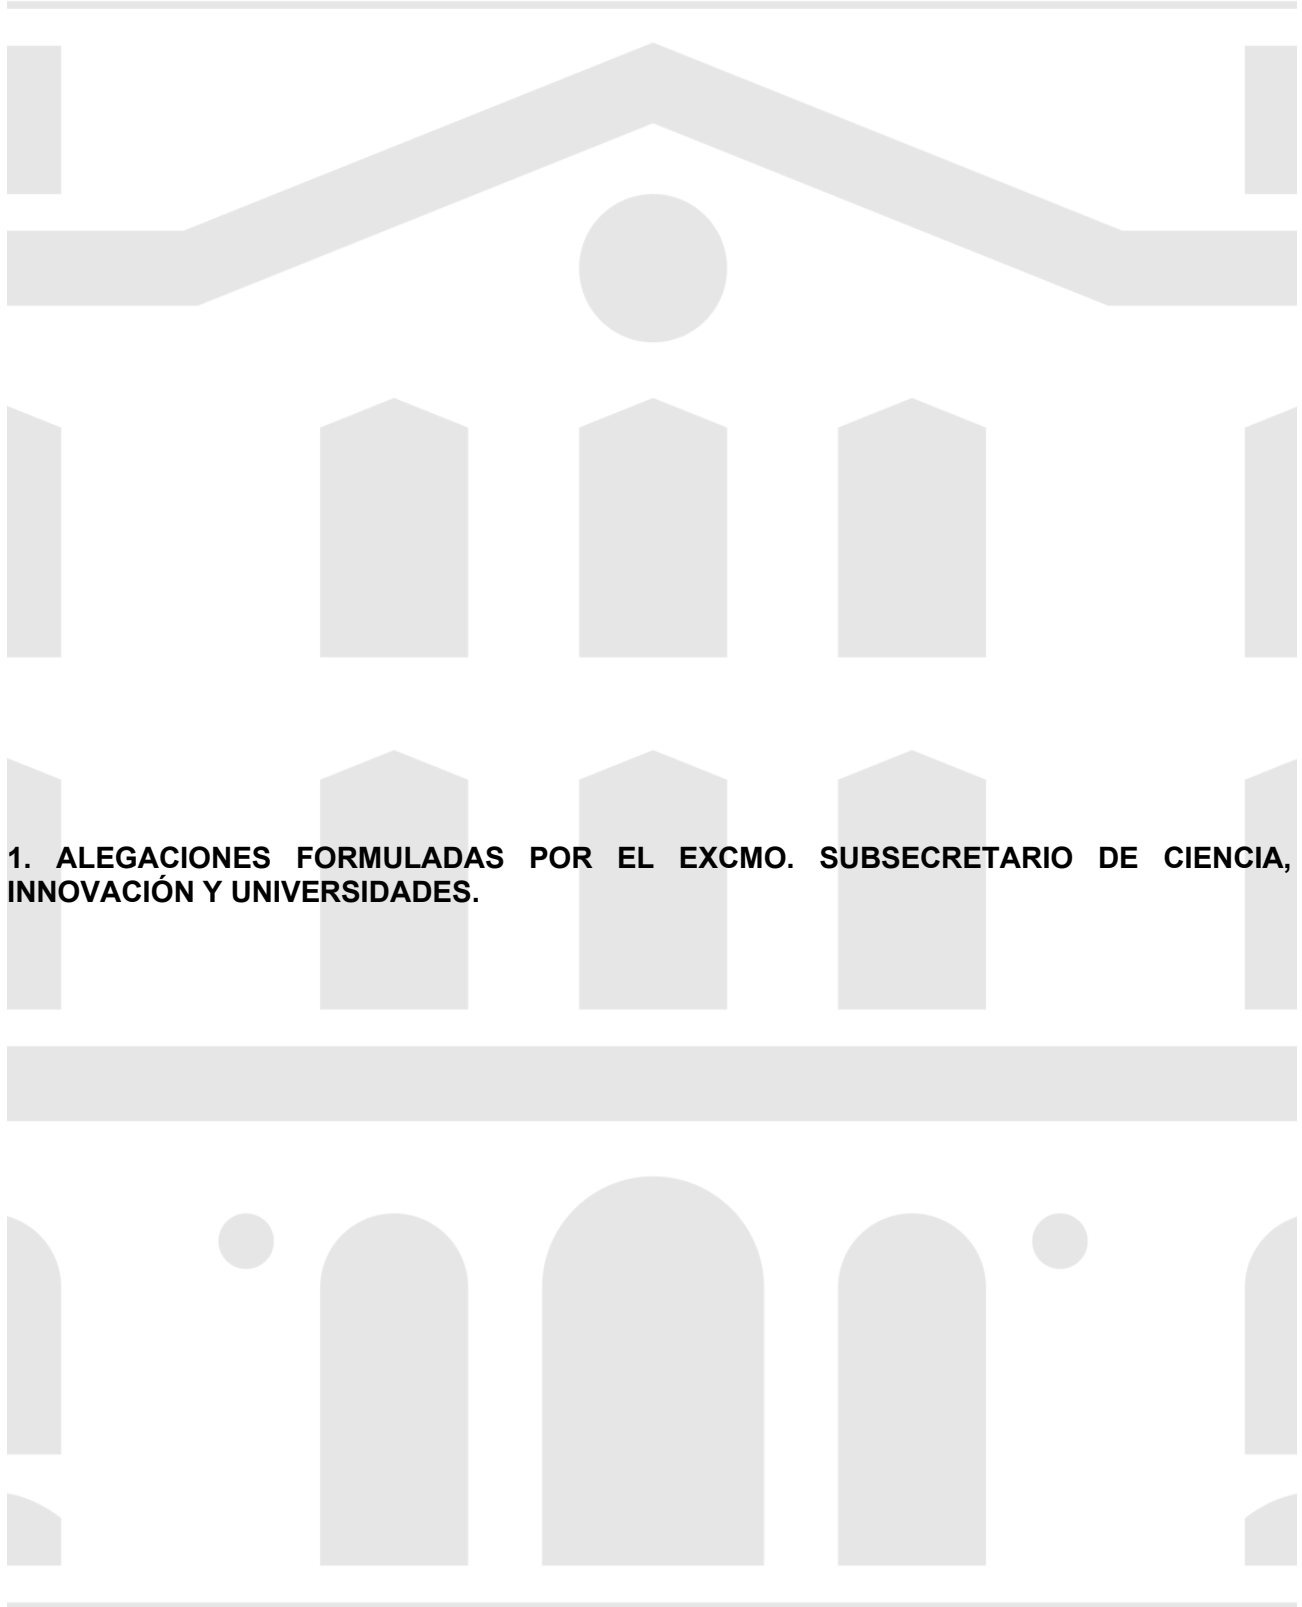 1. ALEGACIONES FORMULADAS POR EL EXCMO. SUBSECRETARIO DE CIENCIA,
INNOVACIÓN Y UNIVERSIDADES.